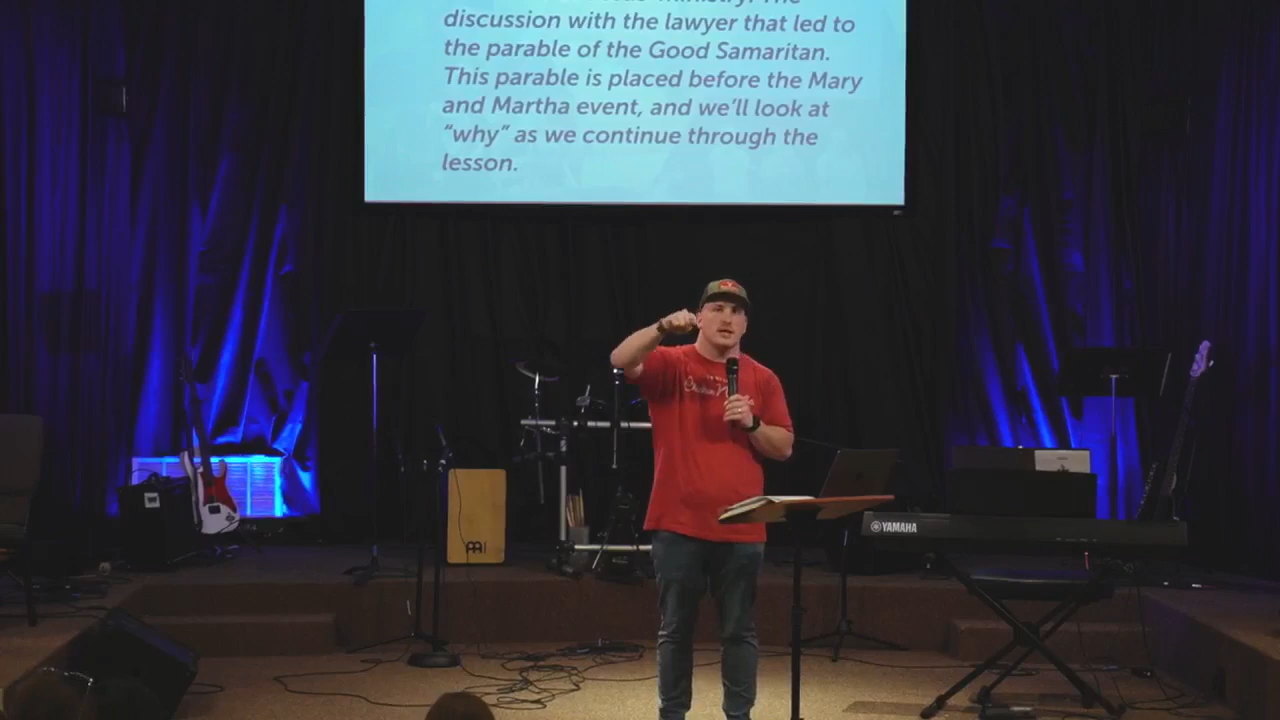 discussion with the lawyer that led to
the parable of the Good Samaritan.
This parable is placed before the Mary
and Martha event, and we'll look at
“why” as we continue through the
lesson.
YAMAHA